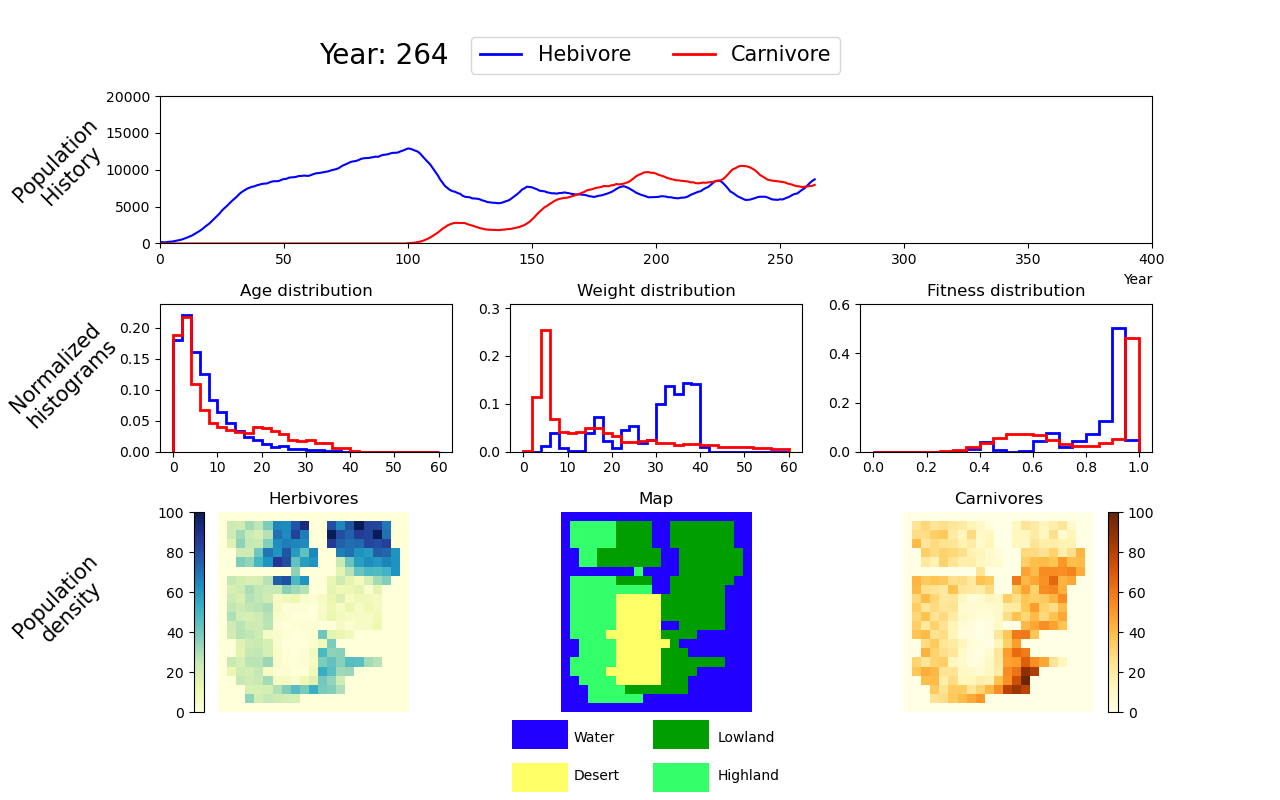 Year: 264
Hebivore
Carnivore
Population
History
20000
15000
10000
5000
0
0 50 100 150 200 250 300 350 400
Year
Normalized
histograms
Age distribution
0.20
0.15
0.10
0.05
0.00
0 10 20 30 40 50 60
Weight distribution
0.3
0.2
0.1
0.0
0 10 20 30 40 50 60
Fitness distribution
0.6
0.4
0.2
0.0
0.0 0.2 0.4 0.6 0.8 1.0
Population
density
Herbivores
100
80
60
40
20
0
Map
Carnivores
100
80
60
40
20
0
Water
Lowland
Desert
Highland